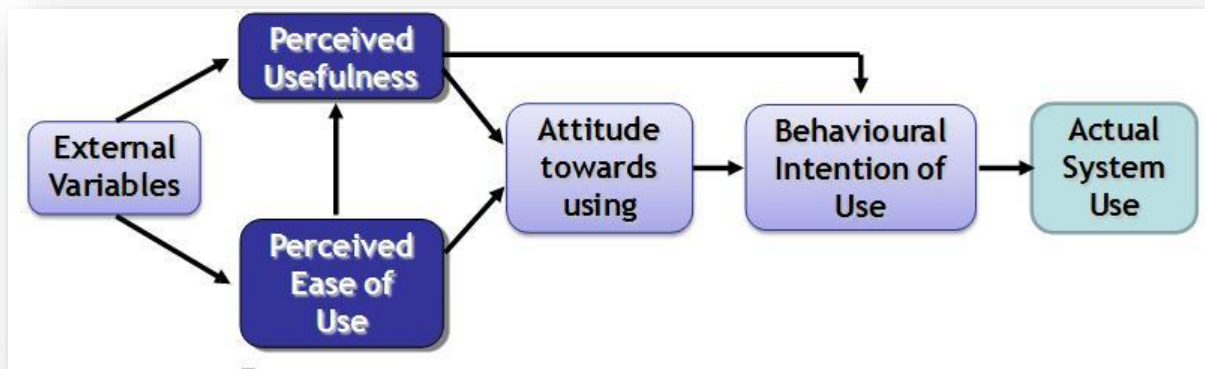 Perceived
Usefulness
External
Variables
Perceived
Ease of
Use
Attitude
towards
using
Behavioural
Intention of
Use
Actual
System
Use